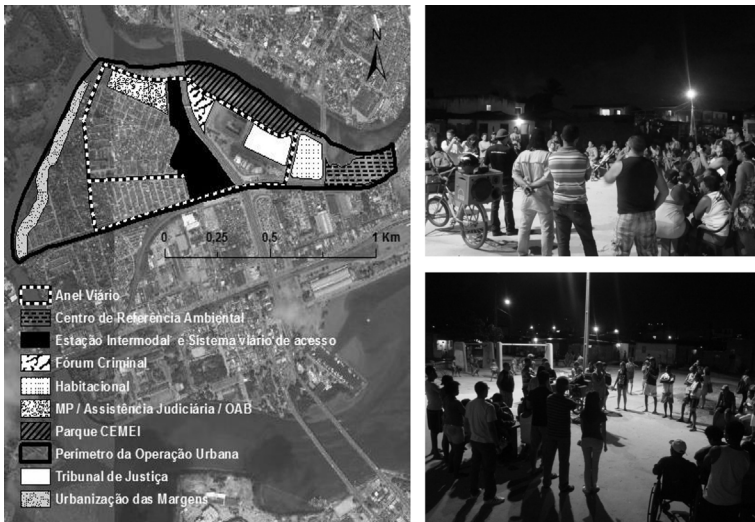 N
0 0,25 0,5 1 Km
Anel Viário
Centro de Referência Ambiental
Estação Intermodal e Sistema viário de acesso
Fórum Criminal
Habitacional
MP / Assistência Judiciária / OAB
Parque CEMEI
Perimetro da Operação Urbana
Tribunal de Justiça
Urbanização das Margens